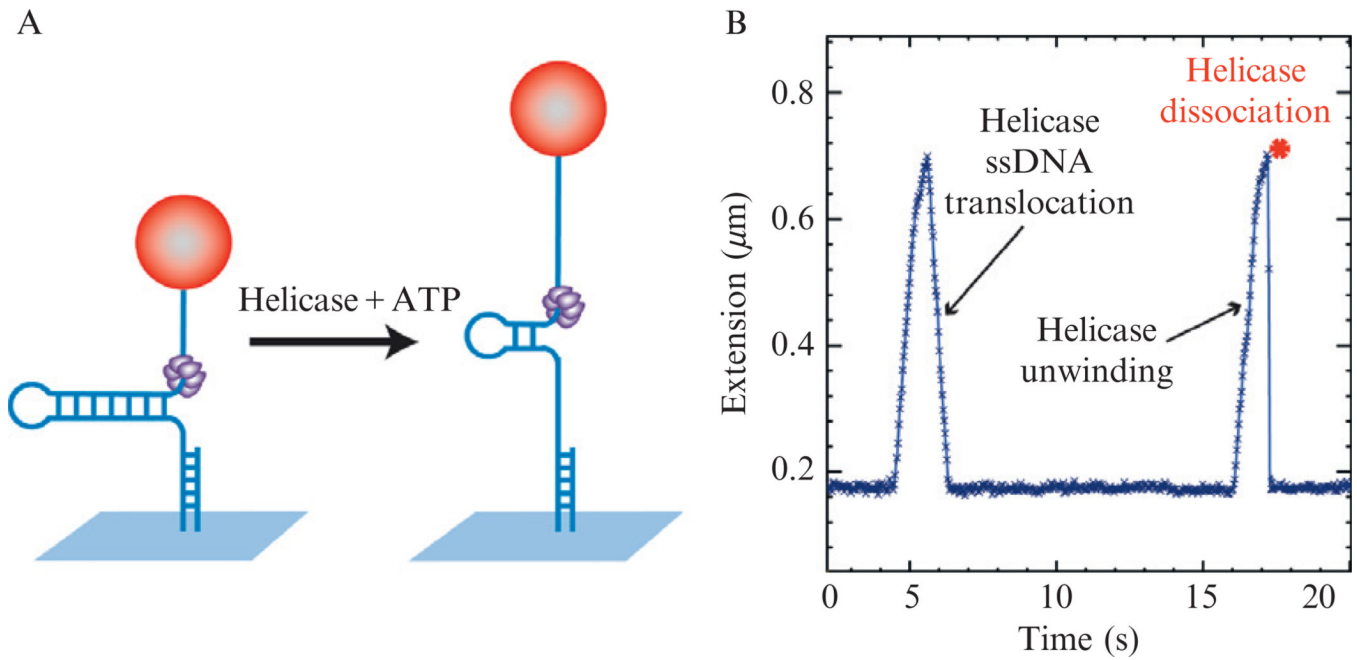 A
Helicase + ATP
B
Extension (μm)
0.8
0.6
0.4
0.2
Helicase
ssDNA
translocation
Helicase
dissociation
Helicase
unwinding
0 5 10 15 20
Time (s)